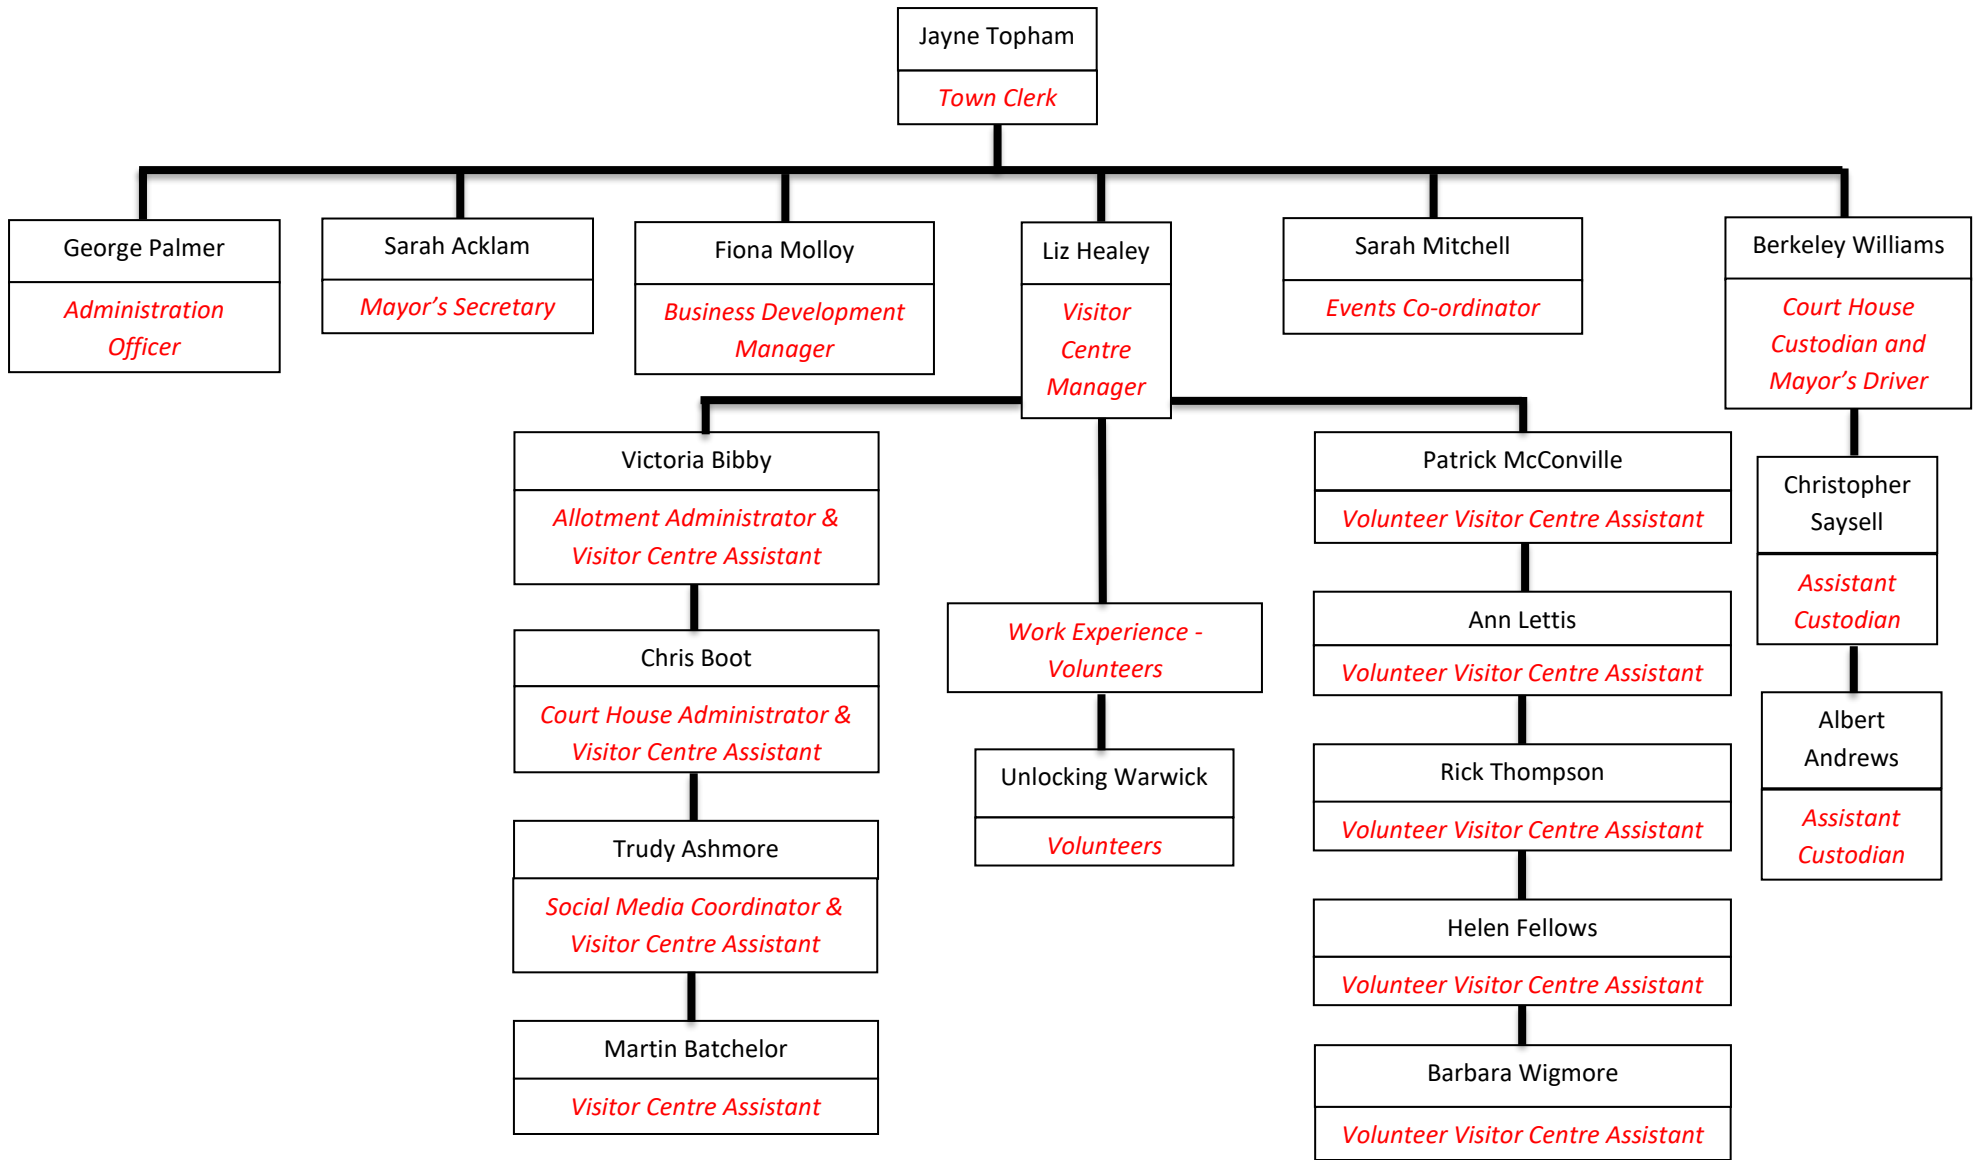 Jayne Topham
Town Clerk
George Palmer
Administration
Officer
Sarah Acklam
Mayor’s Secretary
Fiona Molloy
Business Development
Manager
Liz Healey
Visitor
Centre
Manager
Sarah Mitchell
Events Co-ordinator
Berkeley Williams
Court House
Custodian and
Mayor’s Driver
Victoria Bibby
Allotment Administrator &
Visitor Centre Assistant
Chris Boot
Court House Administrator &
Visitor Centre Assistant
Trudy Ashmore
Social Media Coordinator &
Visitor Centre Assistant
Martin Batchelor
Visitor Centre Assistant
Work Experience -
Volunteers
Unlocking Warwick
Volunteers
Patrick McConville
Volunteer Visitor Centre Assistant
Ann Lettis
Volunteer Visitor Centre Assistant
Rick Thompson
Volunteer Visitor Centre Assistant
Helen Fellows
Volunteer Visitor Centre Assistant
Barbara Wigmore
Volunteer Visitor Centre Assistant
Christopher
Saysell
Assistant
Custodian
Albert
Andrews
Assistant
Custodian